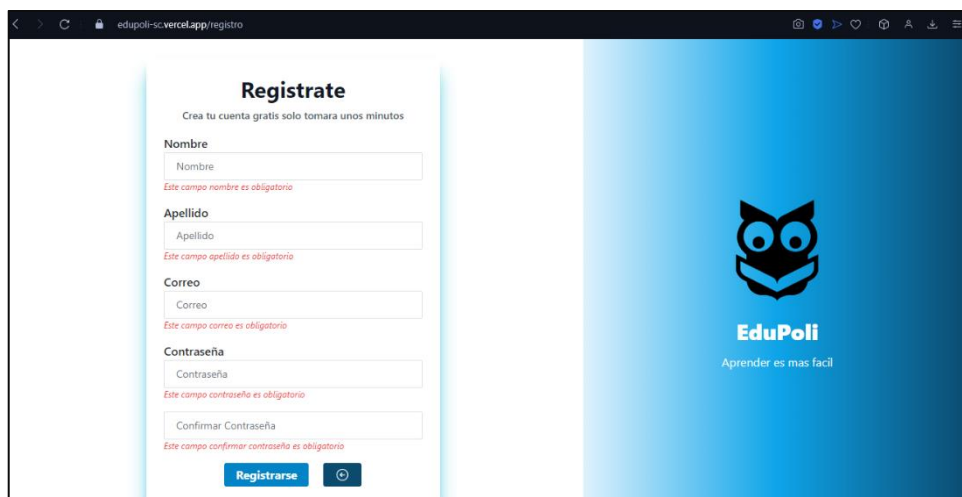 edupoli-sc.vercel.app/registro
Registrate
Crea tu cuenta gratis solo tomara unos minutos
Nombre
Nombre
Este campo nombre es obligatorio
Apellido
Apellido
Este campo apellido es obligatorio
Correo
Correo
Este campo correo es obligatorio
Contraseña
Contraseña
Este campo contraseña es obligatorio
Confirmar Contraseña
Este campo confirmar contraseña es obligatorio
Registrarse
EduPoli
Aprender es mas facil